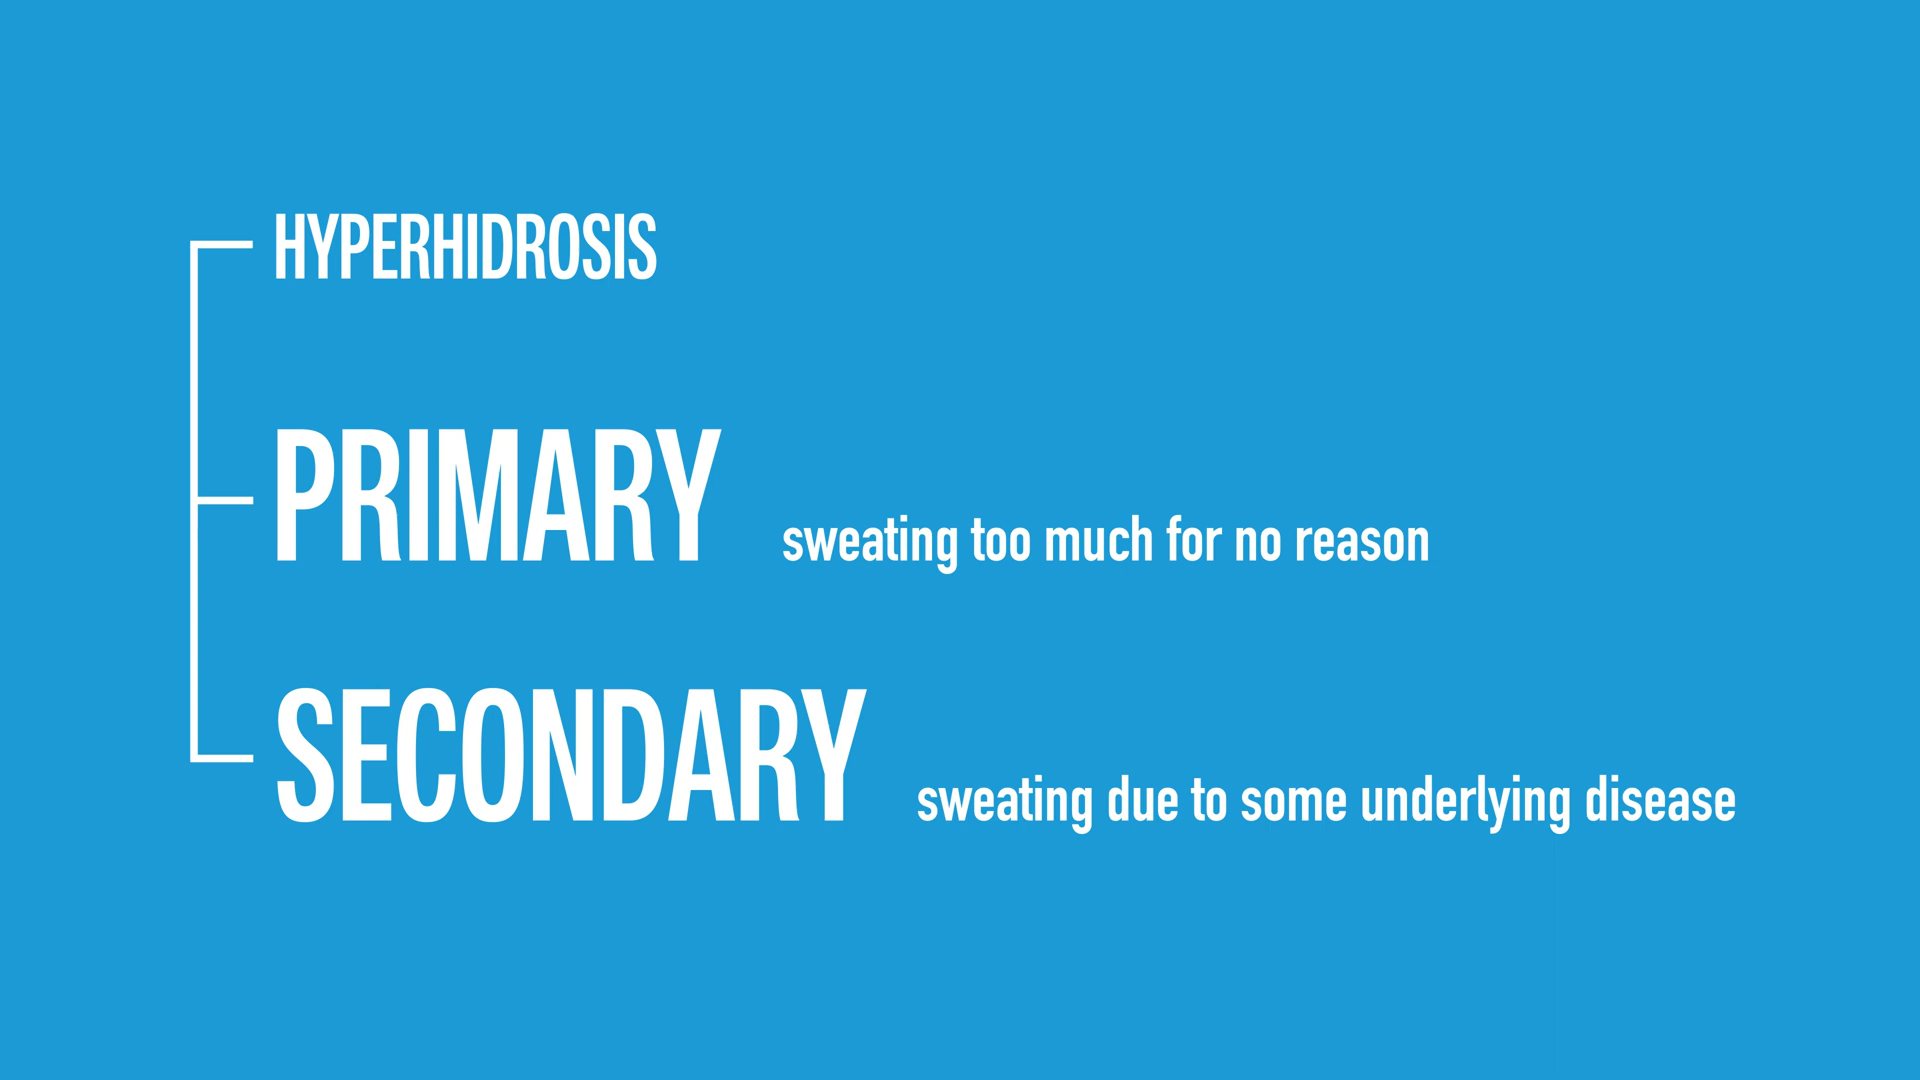 HYPERHIDROSIS
PRIMARY sweating too much for no reason
SECONDARY sweating due to some underlying disease